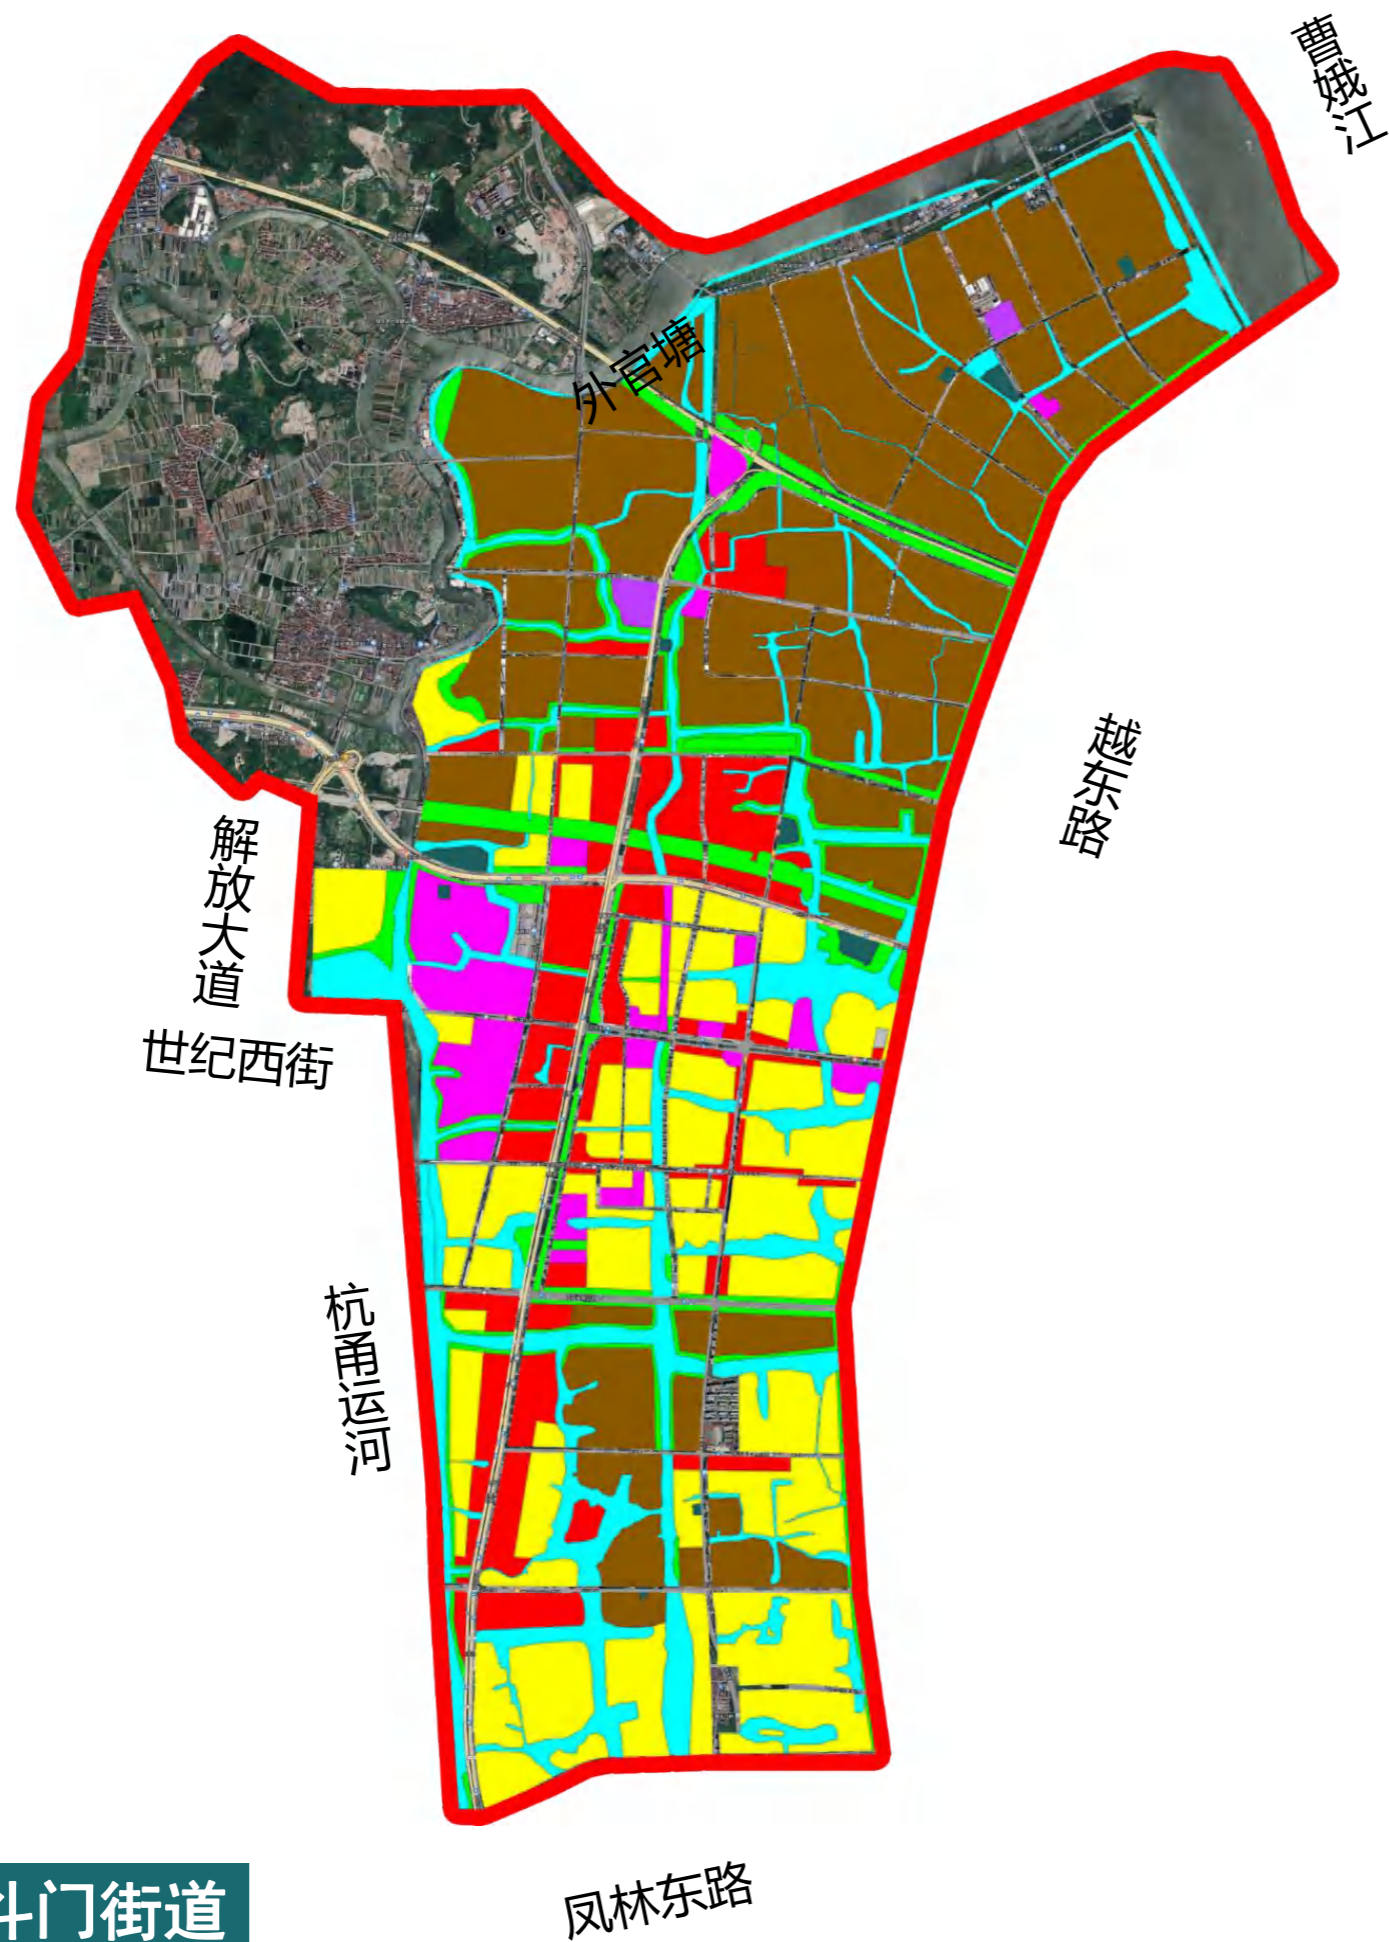 曹娥江
外官塘
越东路
解放大道
世纪西街
杭甬运河
斗门街道
凤林东路